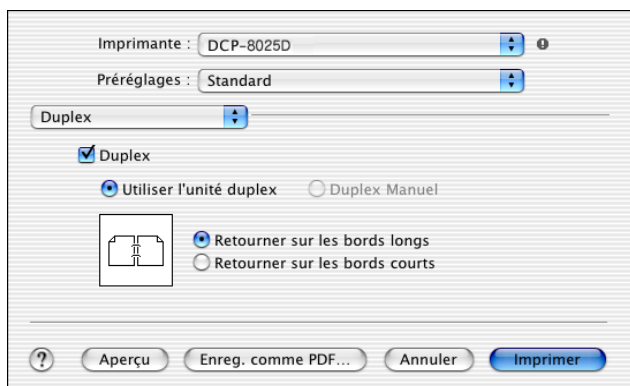 Imprimante : DCP-8025D
Préréglages : Standard
Duplex
Duplex
Utiliser l'unité duplex Duplex Manuel
Retourner sur les bords longs
Retourner sur les bords courts
? Aperçu Enreg. comme PDF... Annuler Imprimer